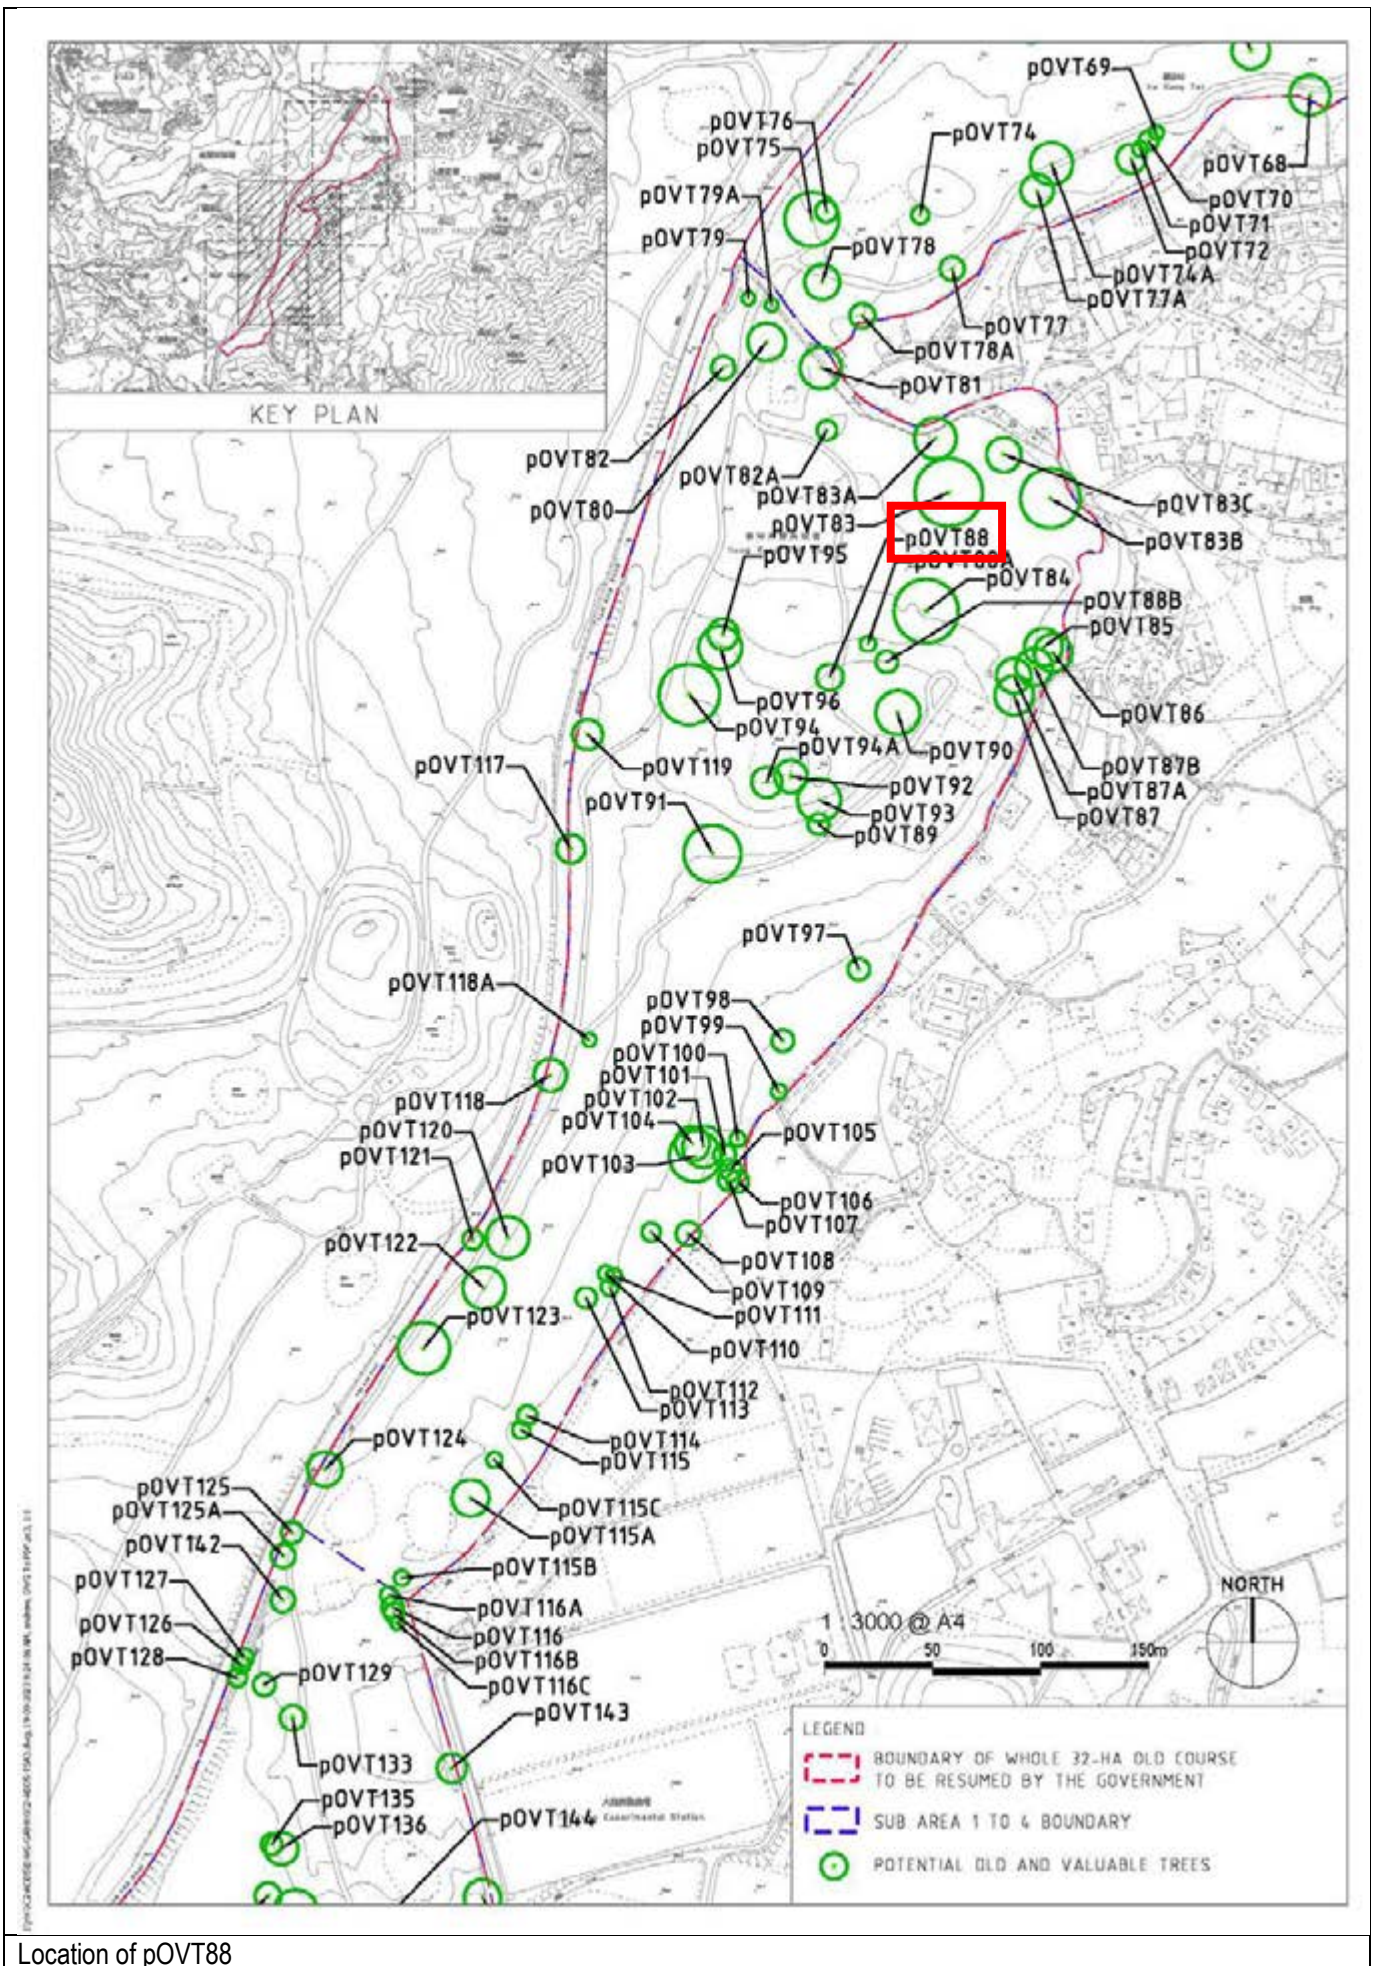 KEY PLAN
pOVT69
pOVT76
pOVT74
pOVT75
pOVT68
pOVT79A
pOVT70
pOVT71
pOVT79
pOVT78
pOVT72
pOVT74A
pOVT77A
pOVT77
pOVT78A
pOVT81
pOVT82
pOVT82A
pOVT83A
pOVT83C
pOVT80
pOVT83
pOVT88
pOVT83B
pOVT95
pOVT88A
pOVT84
pOVT88B
pOVT85
pOVT96
pOVT86
pOVT94
pOVT94A
pOVT90
pOVT117
pOVT119
pOVT87B
pOVT92
pOVT87A
pOVT91
pOVT93
pOVT87
pOVT89
pOVT97
pOVT118A
pOVT98
pOVT99
pOVT100
pOVT101
pOVT118
pOVT102
pOVT104
pOVT120
pOVT105
pOVT121
pOVT103
pOVT106
pOVT107
pOVT122
pOVT108
pOVT109
pOVT123
pOVT111
pOVT110
pOVT112
pOVT113
pOVT124
pOVT114
pOVT115
pOVT125
pOVT125A
pOVT115C
pOVT115A
pOVT142
pOVT115B
pOVT127
pOVT116A
pOVT126
pOVT116
pOVT128
pOVT116B
pOVT129
pOVT116C
pOVT143
pOVT133
pOVT135
pOVT136
pOVT144
Experimental Station
NORTH
1 : 3000 @ A4
0 50 100 150m
LEGEND
BOUNDARY OF WHOLE 32-HA OLD COURSE
TO BE RESUMED BY THE GOVERNMENT
SUB AREA 1 TO 4 BOUNDARY
POTENTIAL OLD AND VALUABLE TREES
Location of pOVT88